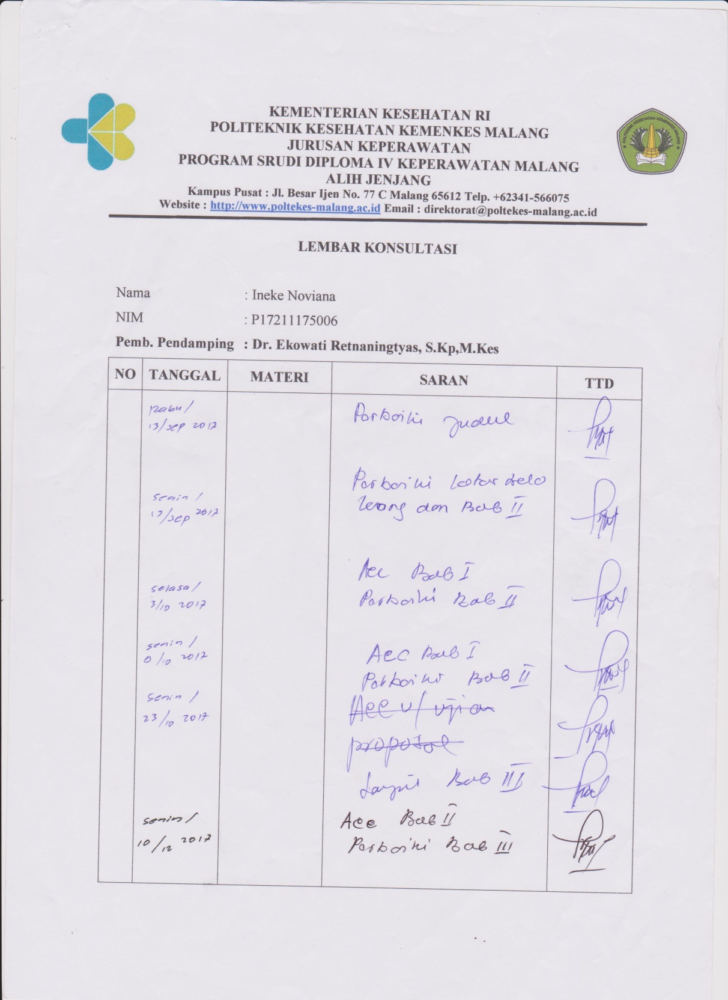 KEMENTERIAN KESEHATAN RI
POLITEKNIK KESEHATAN KEMENKES MALANG
JURUSAN KEPERAWATAN
PROGRAM SRUDI DIPLOMA IV KEPERAWATAN MALANG
ALIH JENJANG
Kampus Pusat : Jl. Besar Ijen No. 77 C Malang 65612 Telp. +62341-566075
Website : http://www.poltekes-malang.ac.id Email : direktorat@poltekes-malang.ac.id
POLITEKNIK KESEHATAN KEMENKES MALANG
LEMBAR KONSULTASI
Nama : Ineke Noviana
NIM : P17211175006
Pemb. Pendamping : Dr. Ekowati Retnaningtyas, S.Kp,M.Kes
NO TANGGAL MATERI SARAN TTD
Rabu/ Perbaiki judul
13/sep 2017
Perbaiki latar bela
senin/ kang dan Bab II
/sep 2017
Acc Bab I
selasa/ Perbaiki Bab II
3/10 2017
senin/ Acc Bab I
/10 2017 Perbaiki Bab II
senin/ Acc u/ ujian
23/10 2017 proposal
Lanjut Bab III
senin/ Acc Bab II
10/12 2017 Perbaiki Bab III